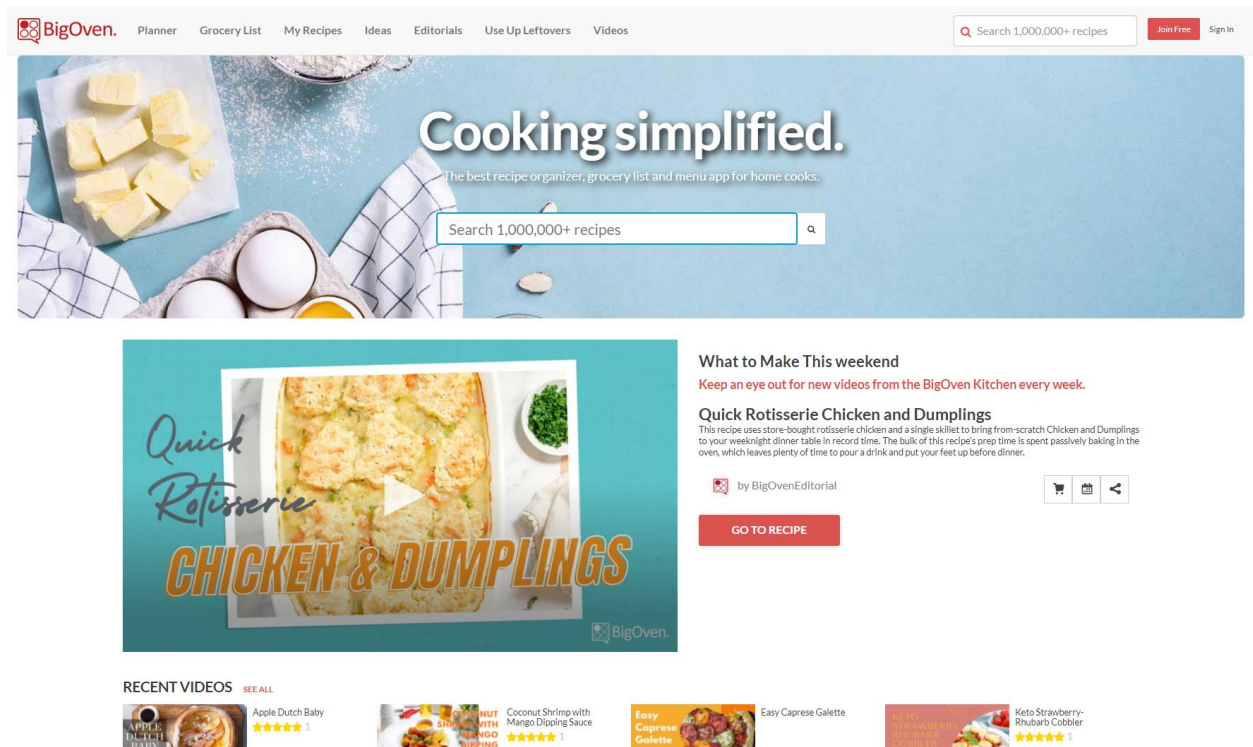 BigOven. Planner Grocery List My Recipes Ideas Editorials Use Up Leftovers Videos Search 1,000,000+ recipes Join Free Sign In
Cooking simplified.
The best recipe organizer, grocery list and menu app for home cooks.
Search 1,000,000+ recipes
Quick
Rotisserie
CHICKEN & DUMPLINGS
BigOven.
What to Make This weekend
Keep an eye out for new videos from the BigOven Kitchen every week.
Quick Rotisserie Chicken and Dumplings
This recipe uses store-bought rotisserie chicken and a single skillet to bring from-scratch Chicken and Dumplings
to your weeknight dinner table in record time. The bulk of this recipe's prep time is spent passively baking in the
oven, which leaves plenty of time to pour a drink and put your feet up before dinner.
by BigOvenEditorial
GO TO RECIPE
RECENT VIDEOS SEE ALL
APPLE
DUTCH
BABY
Apple Dutch Baby
1
COCONUT
SHRIMP WITH
MANGO
DIPPING
Coconut Shrimp with
Mango Dipping Sauce
1
Easy
Caprese
Galette
Easy Caprese Galette
KETO
STRAWBERRY
RHUBARB
COBBLER
Keto Strawberry-
Rhubarb Cobbler
1